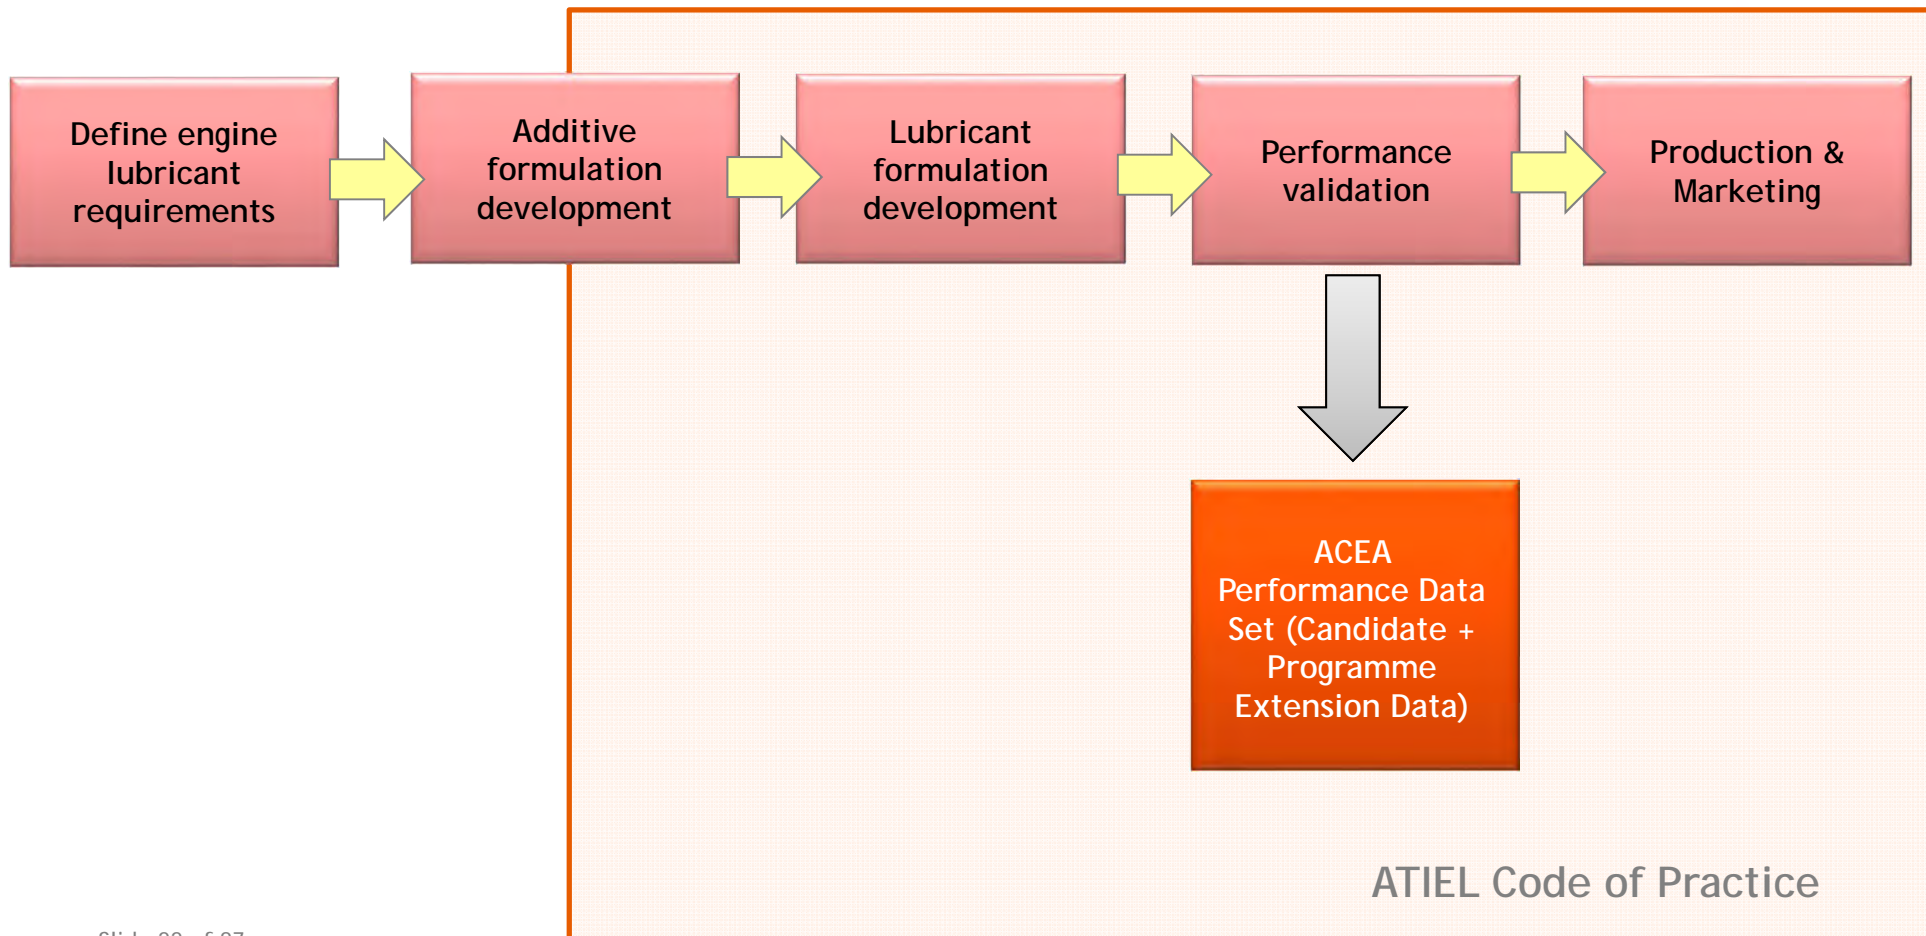 Define engine
lubricant
requirements
Additive
formulation
development
Lubricant
formulation
development
Performance
validation
Production &
Marketing
ACEA
Performance Data
Set (Candidate +
Programme
Extension Data)
ATIEL Code of Practice